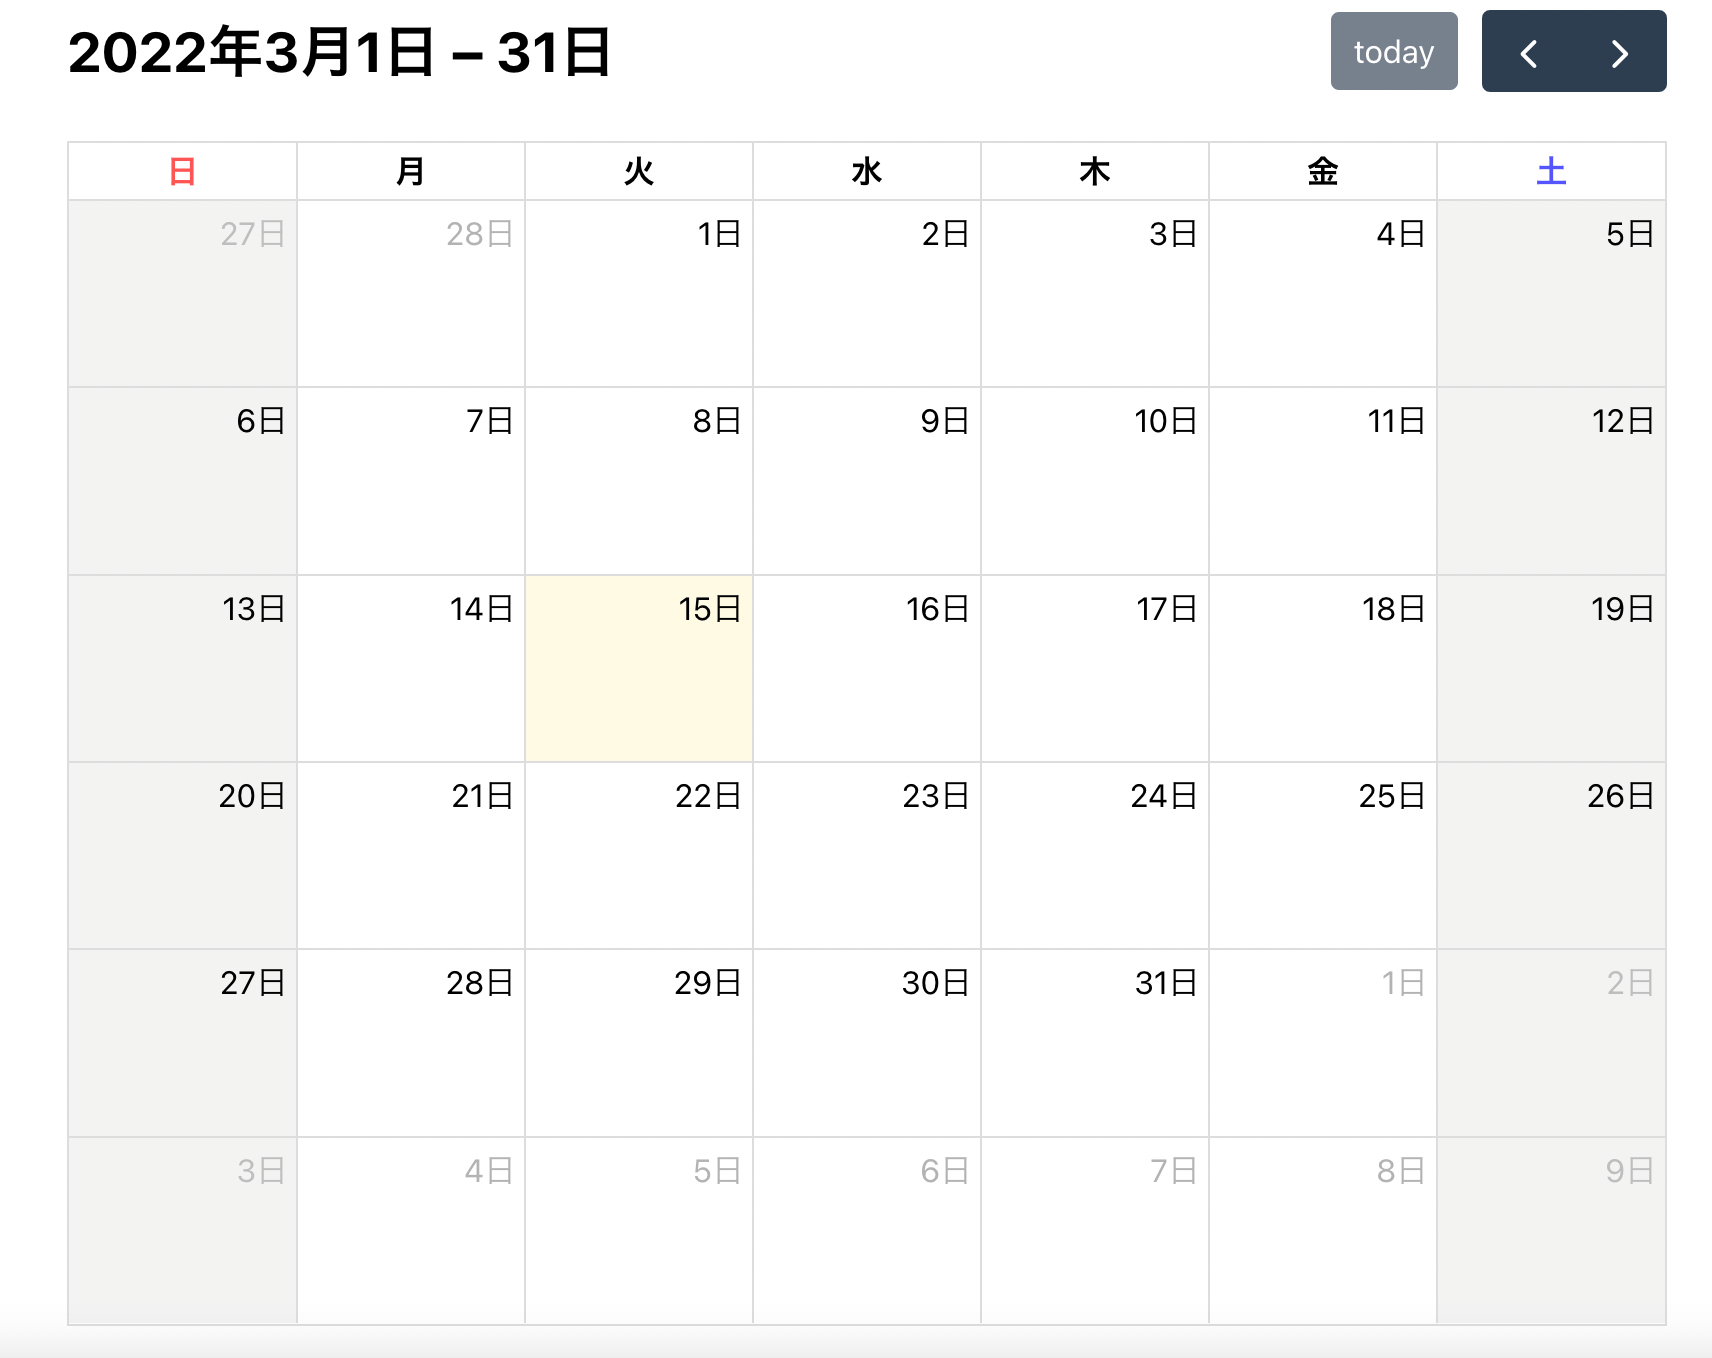 2022年3月1日 – 31日 today
日 月 火 水 木 金 土
27日 28日 1日 2日 3日 4日 5日
6日 7日 8日 9日 10日 11日 12日
13日 14日 15日 16日 17日 18日 19日
20日 21日 22日 23日 24日 25日 26日
27日 28日 29日 30日 31日 1日 2日
3日 4日 5日 6日 7日 8日 9日